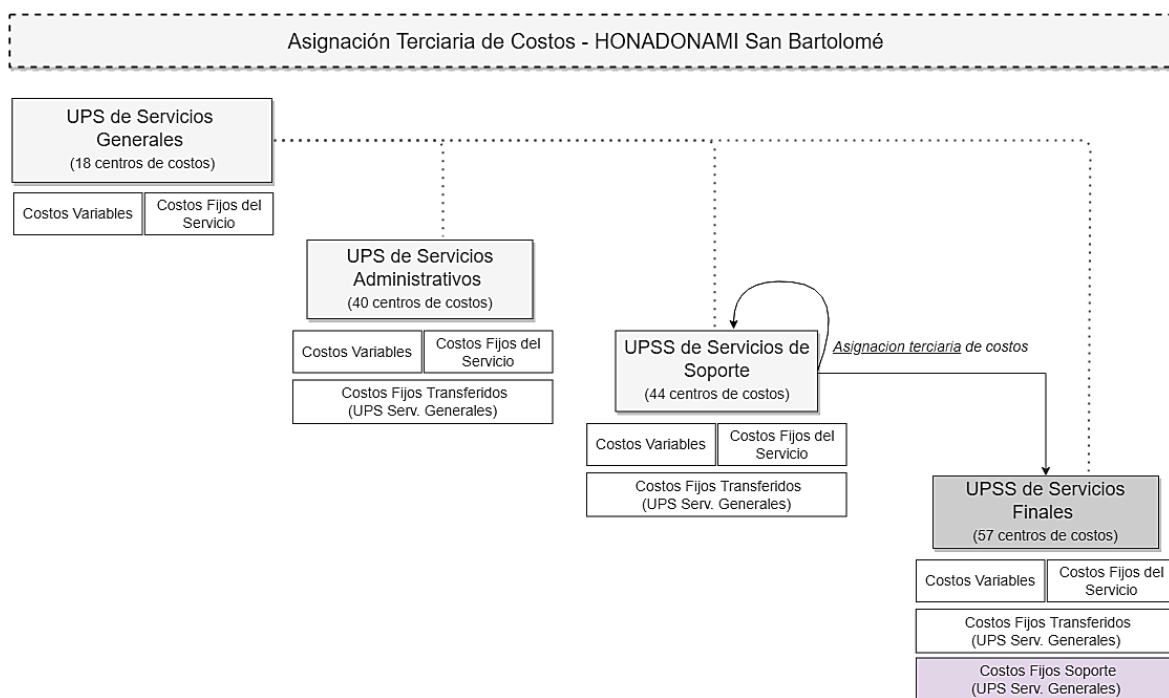 Asignación Terciaria de Costos - HONADONAMI San Bartolomé
UPS de Servicios
Generales
(18 centros de costos)
Costos Variables
Costos Fijos del
Servicio
UPS de Servicios
Administrativos
(40 centros de costos)
Costos Variables
Costos Fijos del
Servicio
Costos Fijos Transferidos
(UPS Serv. Generales)
UPSS de Servicios de
Soporte
(44 centros de costos)
Asignacion terciaria de costos
Costos Variables
Costos Fijos del
Servicio
Costos Fijos Transferidos
(UPS Serv. Generales)
UPSS de Servicios
Finales
(57 centros de costos)
Costos Variables
Costos Fijos del
Servicio
Costos Fijos Transferidos
(UPS Serv. Generales)
Costos Fijos Soporte
(UPS Serv. Generales)